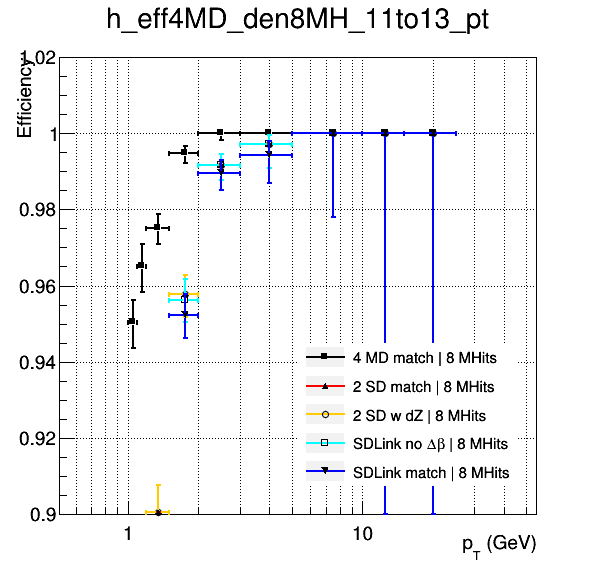 h_eff4MD_den8MH_11to13_pt
Efficiency
1.02
1
0.98
0.96
0.94
0.92
0.9
4 MD match | 8 MHits
2 SD match | 8 MHits
2 SD w dZ | 8 MHits
SDLink no Δβ | 8 MHits
SDLink match | 8 MHits
1
10
p_T (GeV)